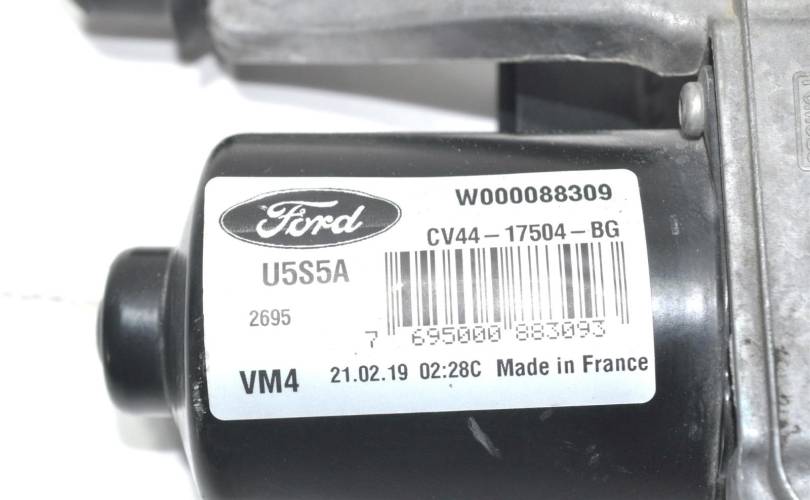 Ford
W000088309
CV44-17504-BG
U5S5A
2695
7 695000 883093
VM4 21.02.19 02:28C Made in France